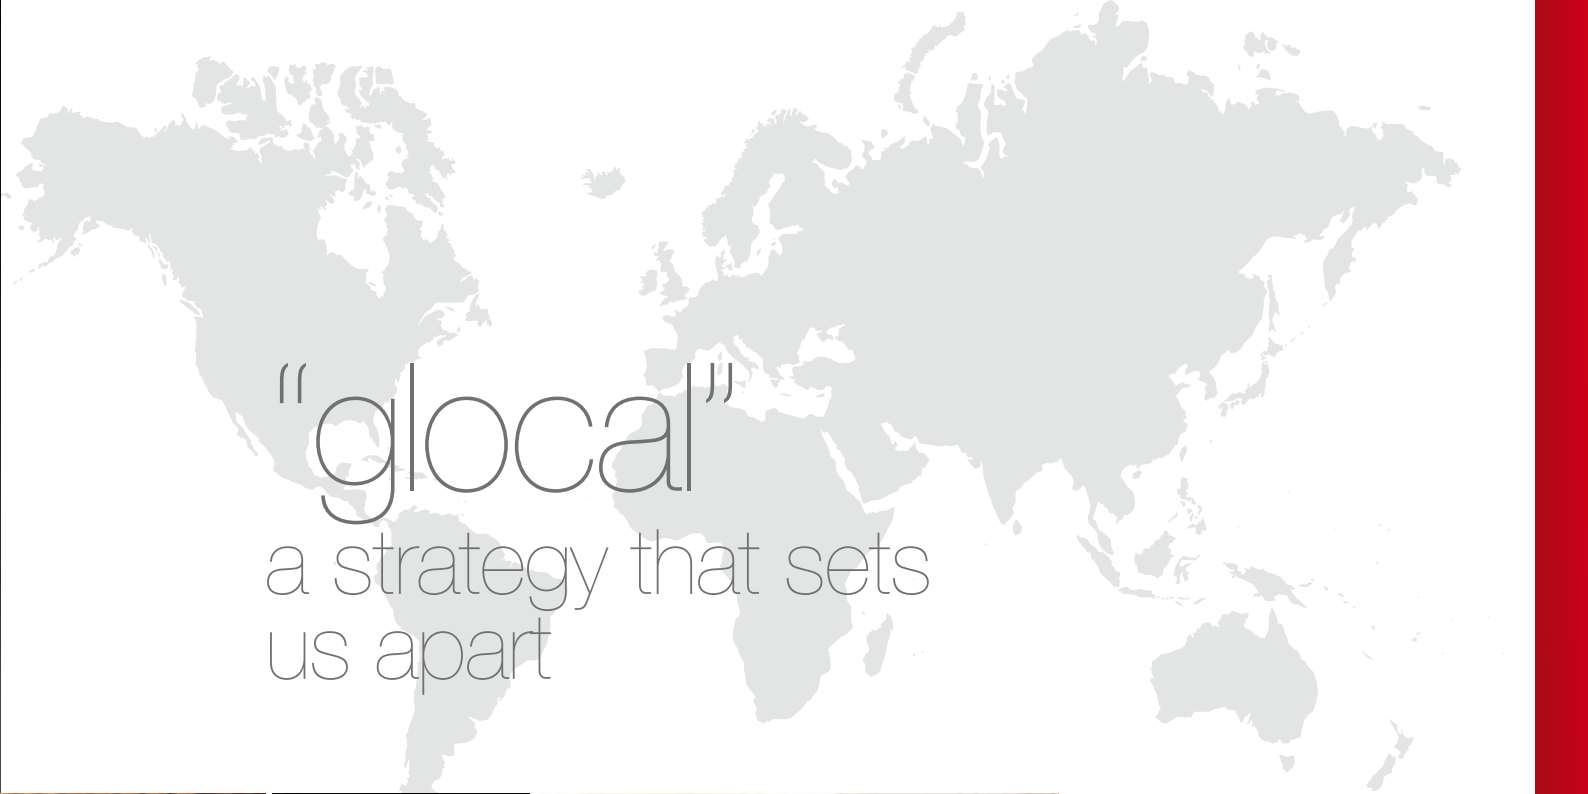 “glocal”
a strategy that sets
us apart